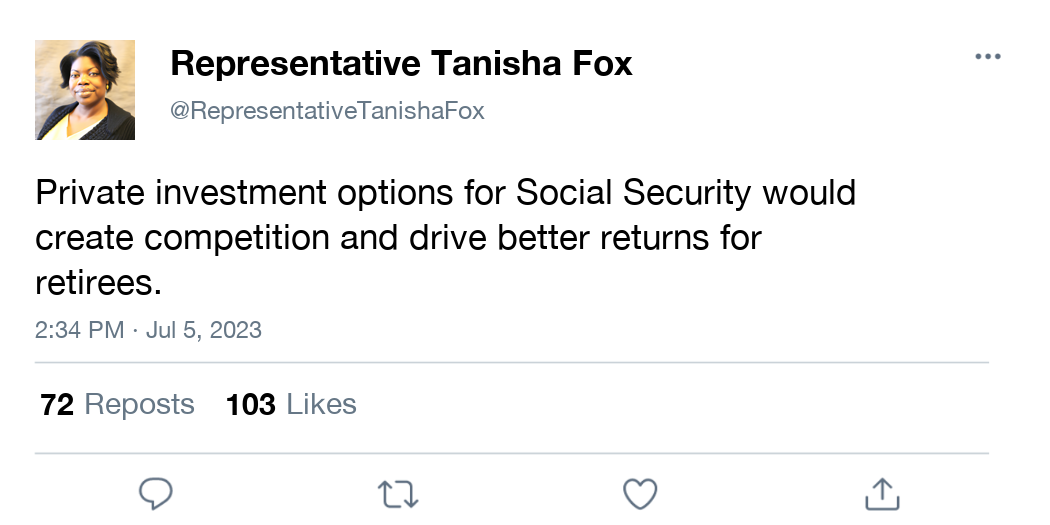 Representative Tanisha Fox
@RepresentativeTanishaFox
Private investment options for Social Security would
create competition and drive better returns for
retirees.
2:34 PM · Jul 5, 2023
72 Reposts 103 Likes